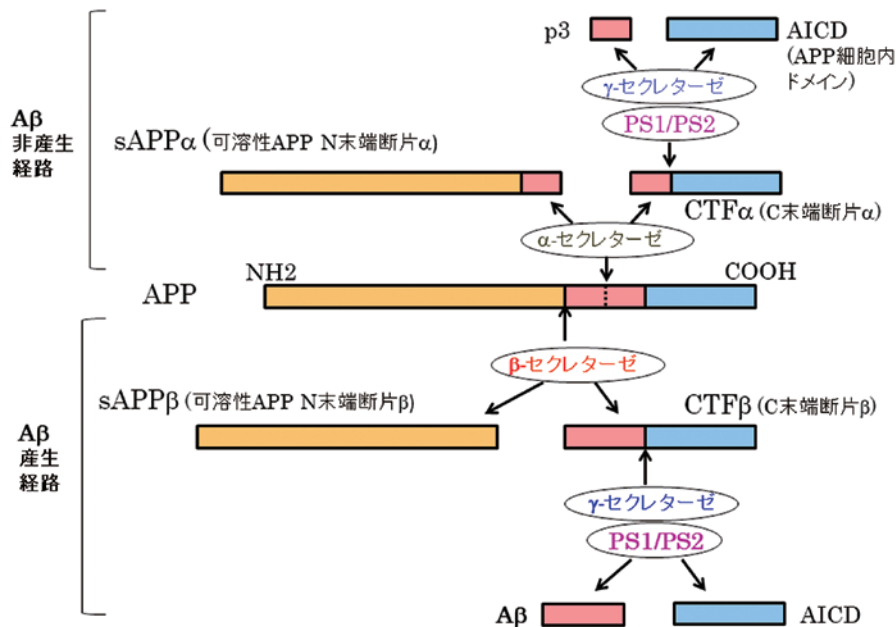 p3
AICD
(APP細胞内
ドメイン)
γ-セクレターゼ
PS1/PS2
Aβ
非産生
経路
sAPPα (可溶性APP N末端断片α)
CTFα (C末端断片α)
α-セクレターゼ
NH2
COOH
APP
β-セクレターゼ
sAPPβ (可溶性APP N末端断片β)
CTFβ (C末端断片β)
Aβ
産生
経路
γ-セクレターゼ
PS1/PS2
Aβ
AICD